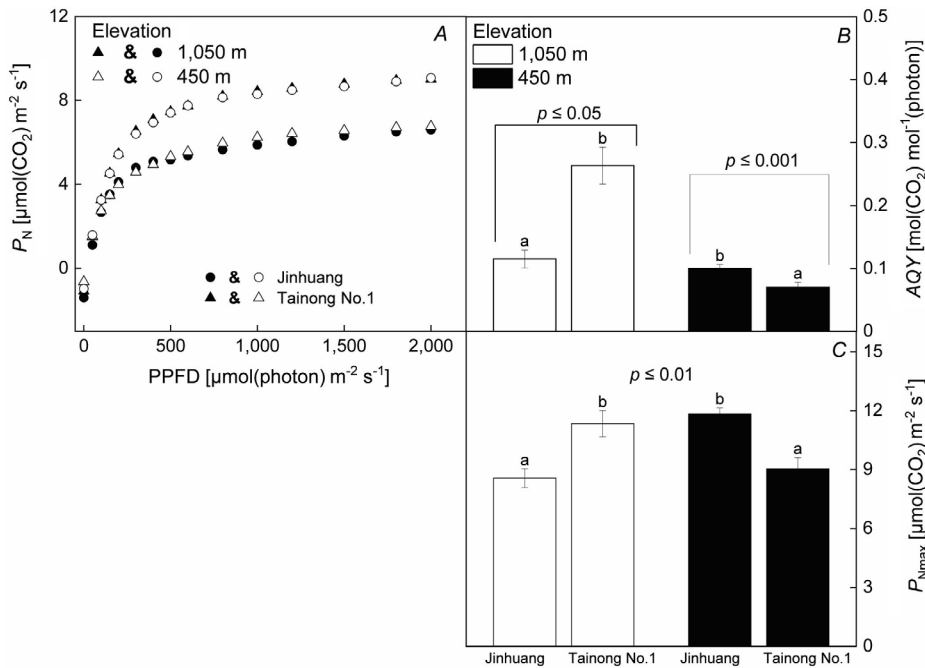 A
Elevation
& 1,050 m
& 450 m
& Jinhuang
& Tainong No.1
12
8
4
0
P_N [µmol(CO₂) m⁻² s⁻¹]
0
500
1,000
1,500
2,000
PPFD [µmol(photon) m⁻² s⁻¹]
B
Elevation
1,050 m
450 m
p ≤ 0.05
p ≤ 0.001
a
b
b
a
0.5
0.4
0.3
0.2
0.1
0
AQY [mol(CO₂) mol⁻¹(photon)]
C
p ≤ 0.01
a
b
b
a
15
12
9
6
3
0
P_Nmax [µmol(CO₂) m⁻² s⁻¹]
Jinhuang
Tainong No.1
Jinhuang
Tainong No.1